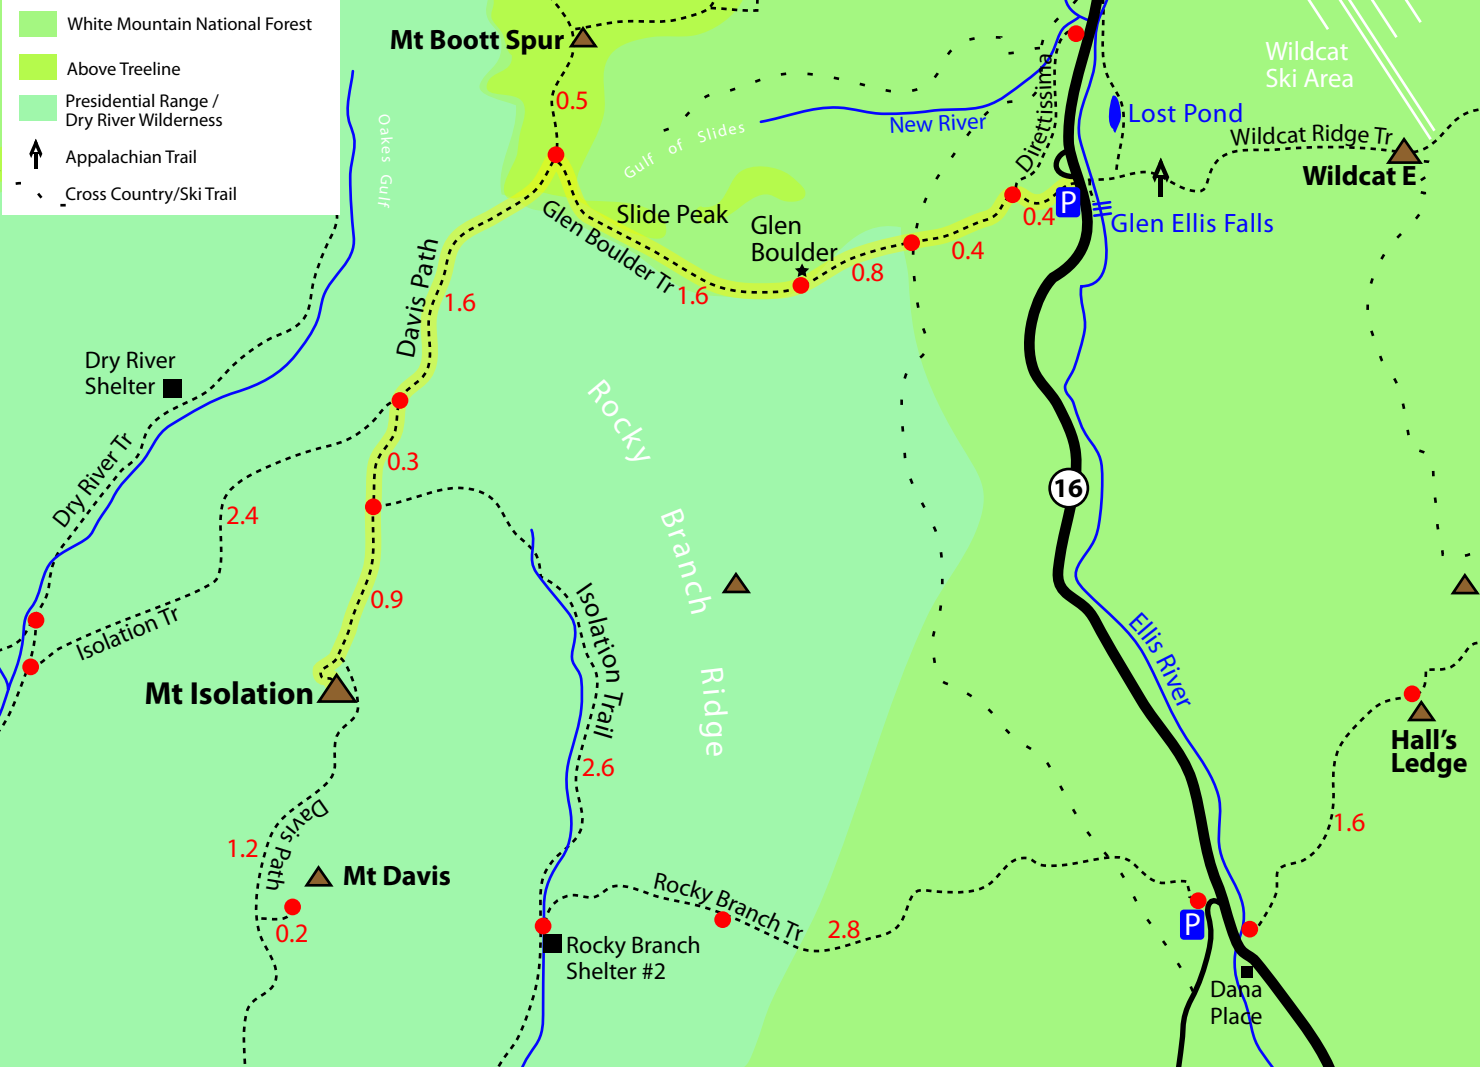 White Mountain National Forest
Above Treeline
Presidential Range /
Dry River Wilderness
Appalachian Trail
Cross Country/Ski Trail
Mt Boott Spur
0.5
Oakes Gulf
Gulf of Slides
New River
Direttissima
Lost Pond
Wildcat
Ski Area
Wildcat Ridge Tr
Wildcat E
P
Glen Ellis Falls
0.4
0.4
Slide Peak
Glen
Boulder
0.8
Glen Boulder Tr
1.6
Davis Path
1.6
Dry River
Shelter
Dry River Tr
Rocky
Branch
Ridge
0.3
16
2.4
0.9
Isolation Tr
Isolation Trail
Ellis River
Mt Isolation
2.6
Hall's
Ledge
1.6
Davis Path
1.2
Mt Davis
0.2
Rocky Branch Tr
2.8
P
Rocky Branch
Shelter #2
Dana
Place